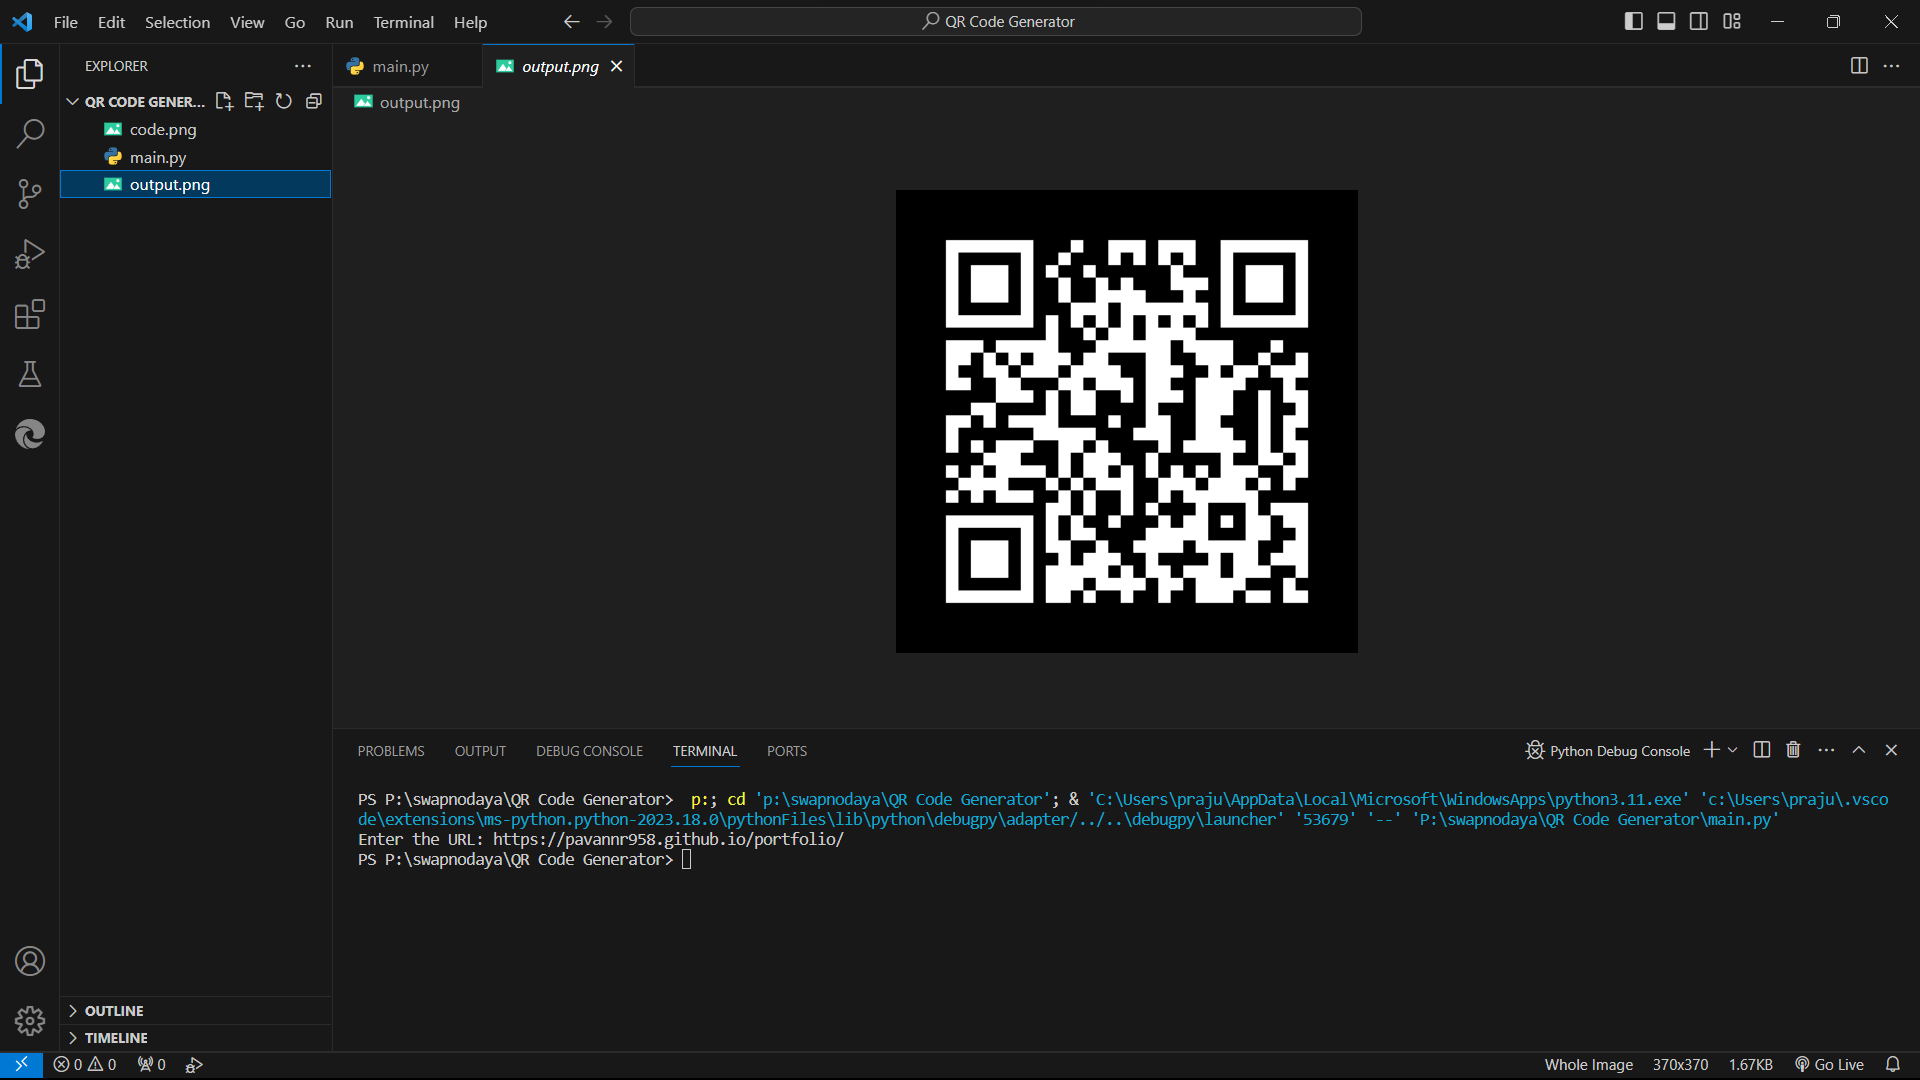 File Edit Selection View Go Run Terminal Help QR Code Generator
EXPLORER
QR CODE GENER...
code.png
main.py
output.png
main.py output.png
output.png
PROBLEMS OUTPUT DEBUG CONSOLE TERMINAL PORTS Python Debug Console
PS P:\swapnodaya\QR Code Generator>  p:; cd 'p:\swapnodaya\QR Code Generator'; & 'C:\Users\praju\AppData\Local\Microsoft\WindowsApps\python3.11.exe' 'c:\Users\praju\.vsco
de\extensions\ms-python.python-2023.18.0\pythonFiles\lib\python\debugpy\adapter/../..\debugpy\launcher' '53679' '--' 'P:\swapnodaya\QR Code Generator\main.py'
Enter the URL: https://pavannr958.github.io/portfolio/
PS P:\swapnodaya\QR Code Generator>
OUTLINE
TIMELINE
0 0 0 Whole Image 370x370 1.67KB Go Live